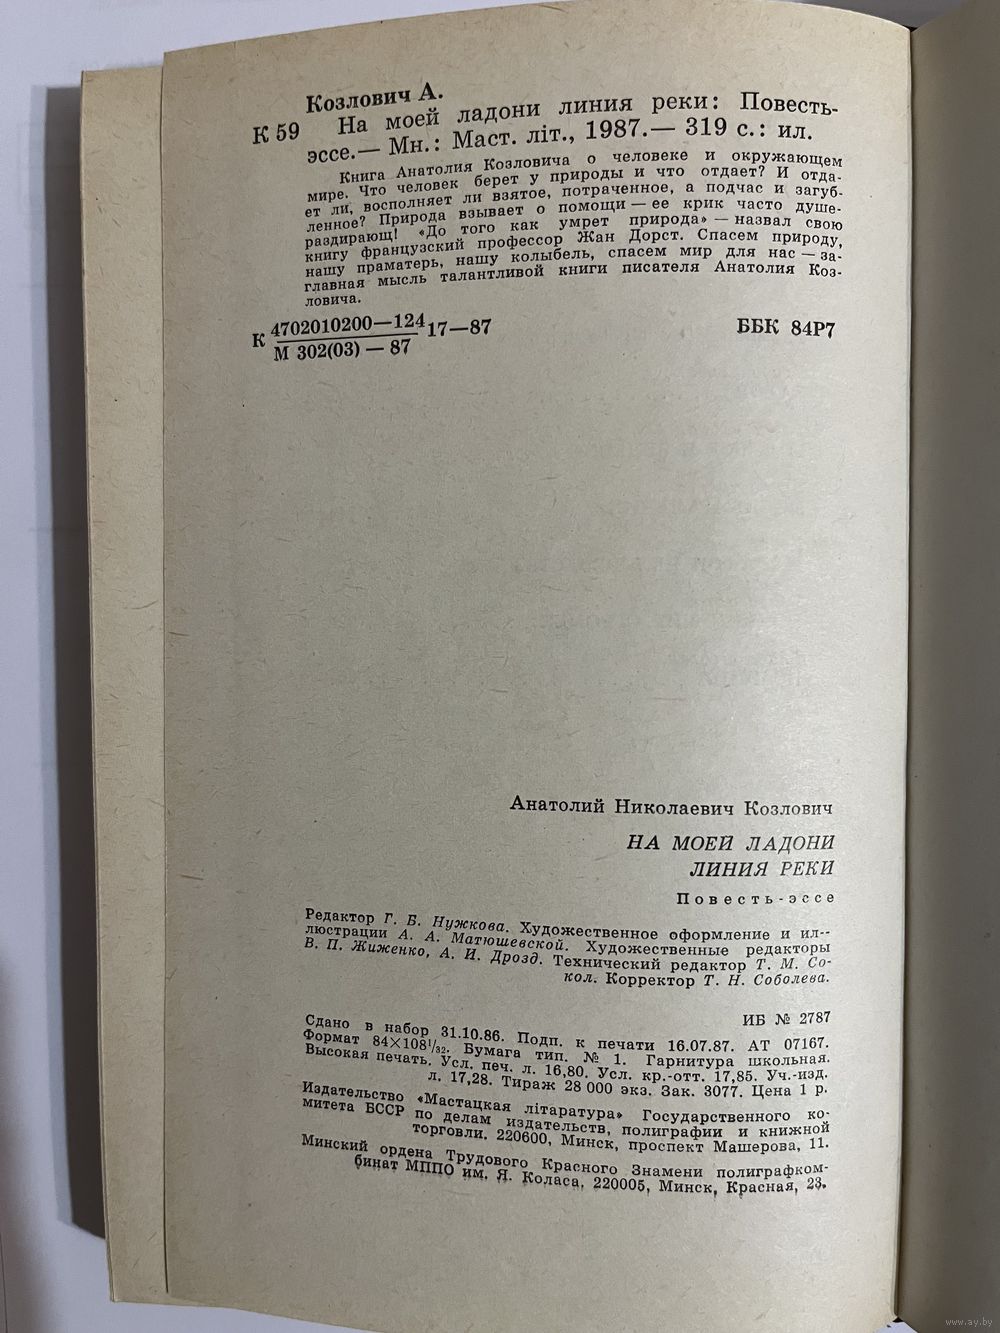 Козлович А.
К 59 На моей ладони линия реки: Повесть-
эссе.— Мн.: Маст. літ., 1987.— 319 с.: ил.
Книга Анатолия Козловича о человеке и окружающем
мире. Что человек берет у природы и что отдает? И отда-
ет ли, восполняет ли взятое, потраченное, а подчас и загуб-
ленное? Природа взывает о помощи — ее крик часто душе-
раздирающ! «До того как умрет природа» — назвал свою
книгу французский профессор Жан Дорст. Спасем природу,
нашу праматерь, нашу колыбель, спасем мир для нас — за-
главная мысль талантливой книги писателя Анатолия Коз-
ловича.
К 4702010200—124 17—87
М 302(03) — 87
ББК 84Р7
Анатолий Николаевич Козлович
НА МОЕЙ ЛАДОНИ
ЛИНИЯ РЕКИ
Повесть-эссе
Редактор Г. Б. Нужкова. Художественное оформление и ил-
люстрации А. А. Матюшевской. Художественные редакторы
В. П. Жиженко, А. И. Дрозд. Технический редактор Т. М. Со-
кол. Корректор Т. Н. Соболева.
ИБ № 2787
Сдано в набор 31.10.86. Подп. к печати 16.07.87. АТ 07167.
Формат 84×108¹/₃₂. Бумага тип. № 1. Гарнитура школьная.
Высокая печать. Усл. печ. л. 16,80. Усл. кр.-отт. 17,85. Уч.-изд.
л. 17,28. Тираж 28 000 экз. Зак. 3077. Цена 1 р.
Издательство «Мастацкая літаратура» Государственного ко-
митета БССР по делам издательств, полиграфии и книжной
торговли. 220600, Минск, проспект Машерова, 11.
Минский ордена Трудового Красного Знамени полиграфком-
бинат МППО им. Я. Коласа. 220005, Минск, Красная, 23.
www.ay.by